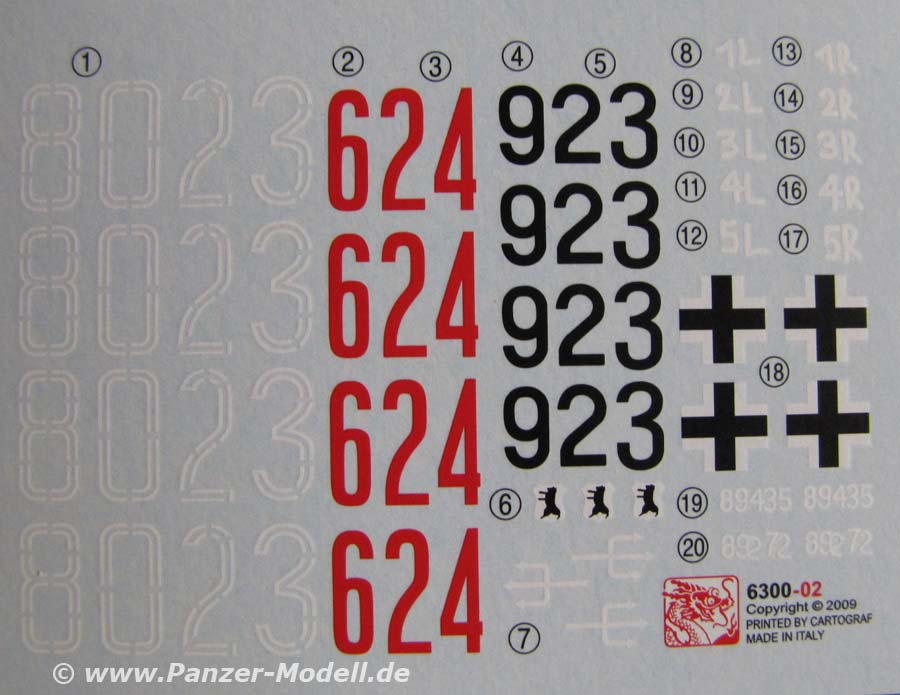 1 2 3 4 5 8 1L 13 1R
9 2L 14 2R
10 3L 15 3R
11 4L 16 4R
12 5L 17 5R
8023 624 923
8023 624 923
8023 624 923
8023 624 923
18
6 19 89435 89435
20 89272 89272
7
6300-02
Copyright © 2009
PRINTED BY CARTOGRAF
MADE IN ITALY
© www.Panzer-Modell.de